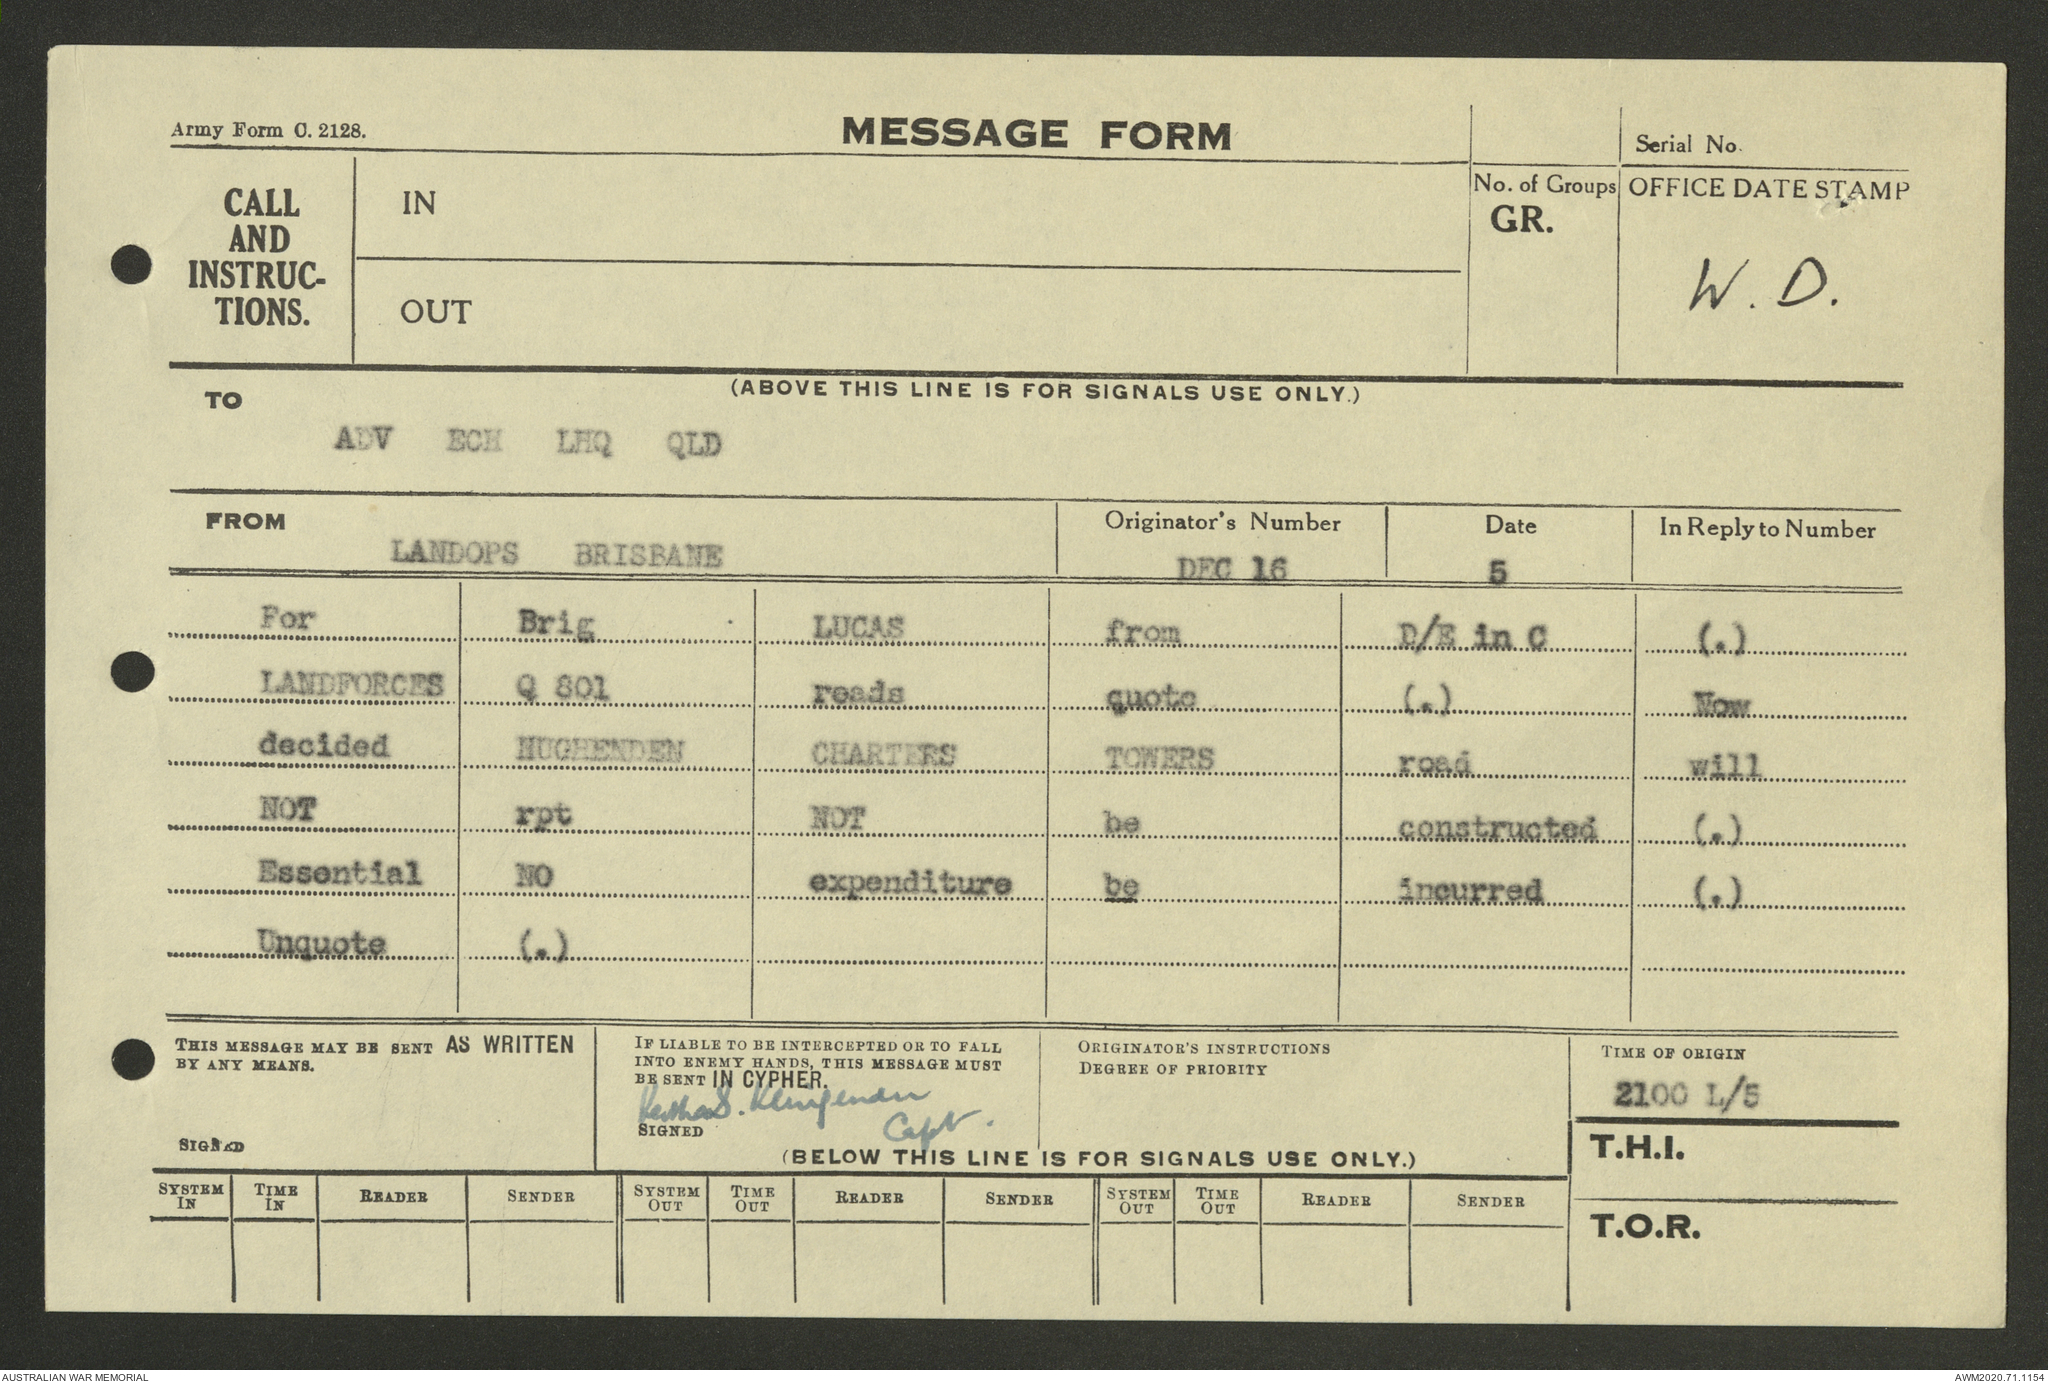 Army Form C. 2128.
MESSAGE FORM
Serial No.
CALL AND INSTRUC-TIONS.
IN
OUT
No. of Groups
GR.
OFFICE DATE STAMP
W. D.
(ABOVE THIS LINE IS FOR SIGNALS USE ONLY.)
TO
ADV ECH LHQ QLD
FROM
LANDOPS BRISBANE
Originator's Number
DEC 16
Date
5
In Reply to Number
For Brig LUCAS from D/E in C (.)
LANDFORCES Q 801 reads quote (.) Now
decided HUGHENDEN CHARTERS TOWERS road will
NOT rpt NOT be constructed (.)
Essential NO expenditure be incurred (.)
Unquote (.)
THIS MESSAGE MAY BE SENT AS WRITTEN
BY ANY MEANS.
SIGNED
IF LIABLE TO BE INTERCEPTED OR TO FALL
INTO ENEMY HANDS, THIS MESSAGE MUST
BE SENT IN CYPHER.
Capt.
SIGNED
ORIGINATOR'S INSTRUCTIONS
DEGREE OF PRIORITY
TIME OF ORIGIN
2100 L/5
T.H.I.
T.O.R.
(BELOW THIS LINE IS FOR SIGNALS USE ONLY.)
SYSTEM IN TIME IN READER SENDER SYSTEM OUT TIME OUT READER SENDER SYSTEM OUT TIME OUT READER SENDER
AUSTRALIAN WAR MEMORIAL
AWM2020.71.1154